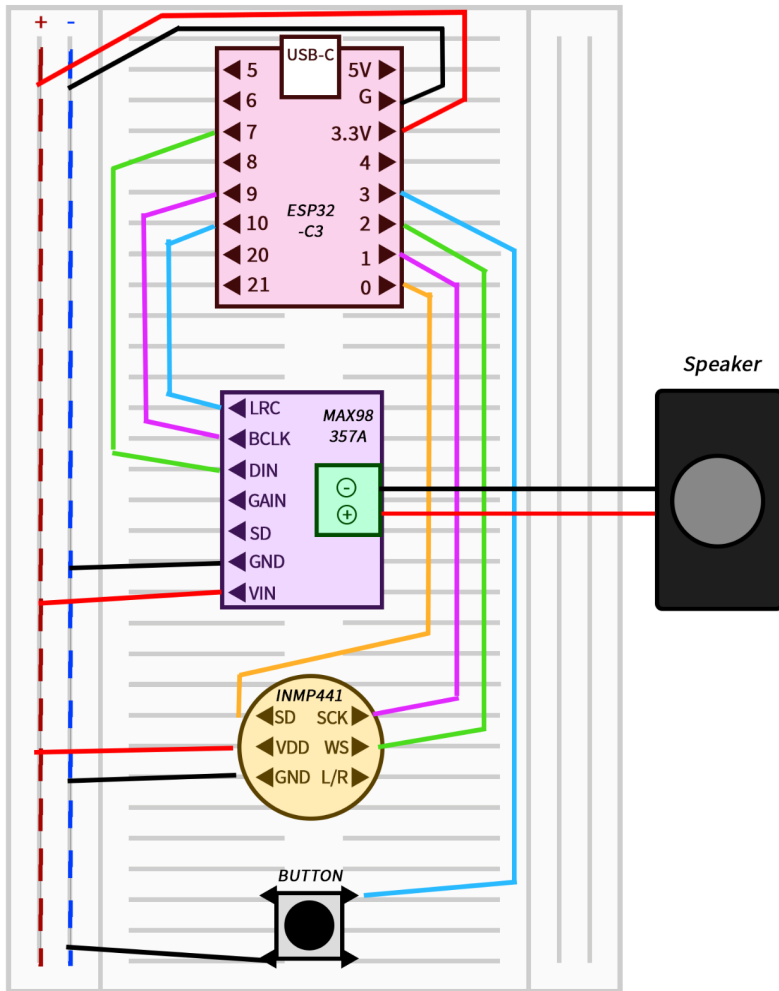 + -
USB-C
5 5V
6 G
7 3.3V
8 4
9 3
10 2
20 1
21 0
ESP32
-C3
LRC
BCLK
DIN
GAIN
SD
GND
VIN
MAX98
357A
-
+
Speaker
INMP441
SD SCK
VDD WS
GND L/R
BUTTON